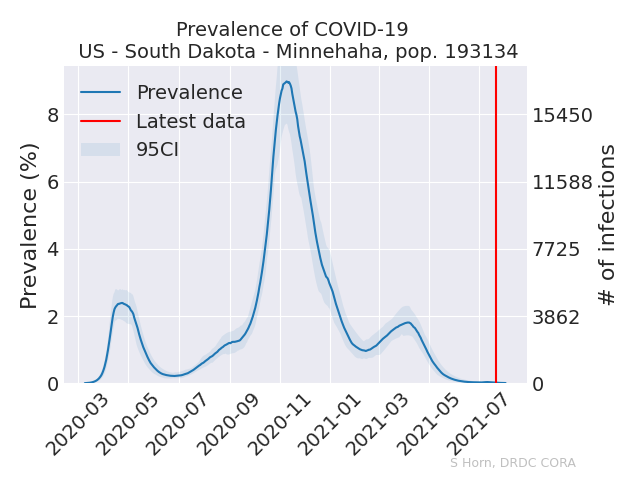 Prevalence of COVID-19
US - South Dakota - Minnehaha, pop. 193134
Prevalence
Latest data
95CI
Prevalence (%)
8
6
4
2
0
15450
11588
7725
3862
0
# of infections
2020-03
2020-05
2020-07
2020-09
2020-11
2021-01
2021-03
2021-05
2021-07
S Horn, DRDC CORA